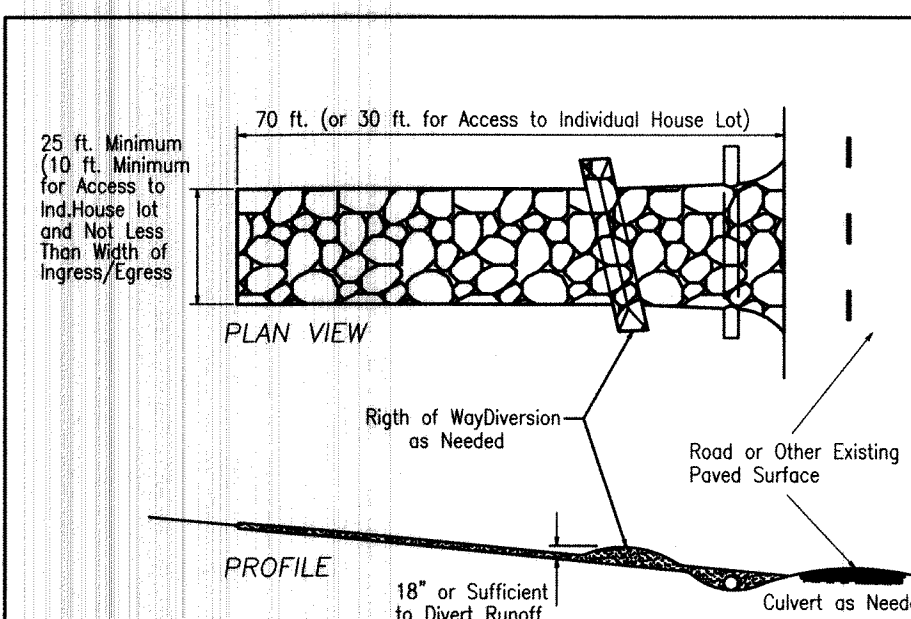 70 ft. (or 30 ft. for Access to Individual House Lot)
25 ft. Minimum
(10 ft. Minimum
for Access to
Ind.House lot
and Not Less
Than Width of
Ingress/Egress
PLAN VIEW
Rigth of WayDiversion
as Needed
Road or Other Existing
Paved Surface
PROFILE
18" or Sufficient
to Divert Runoff
Culvert as